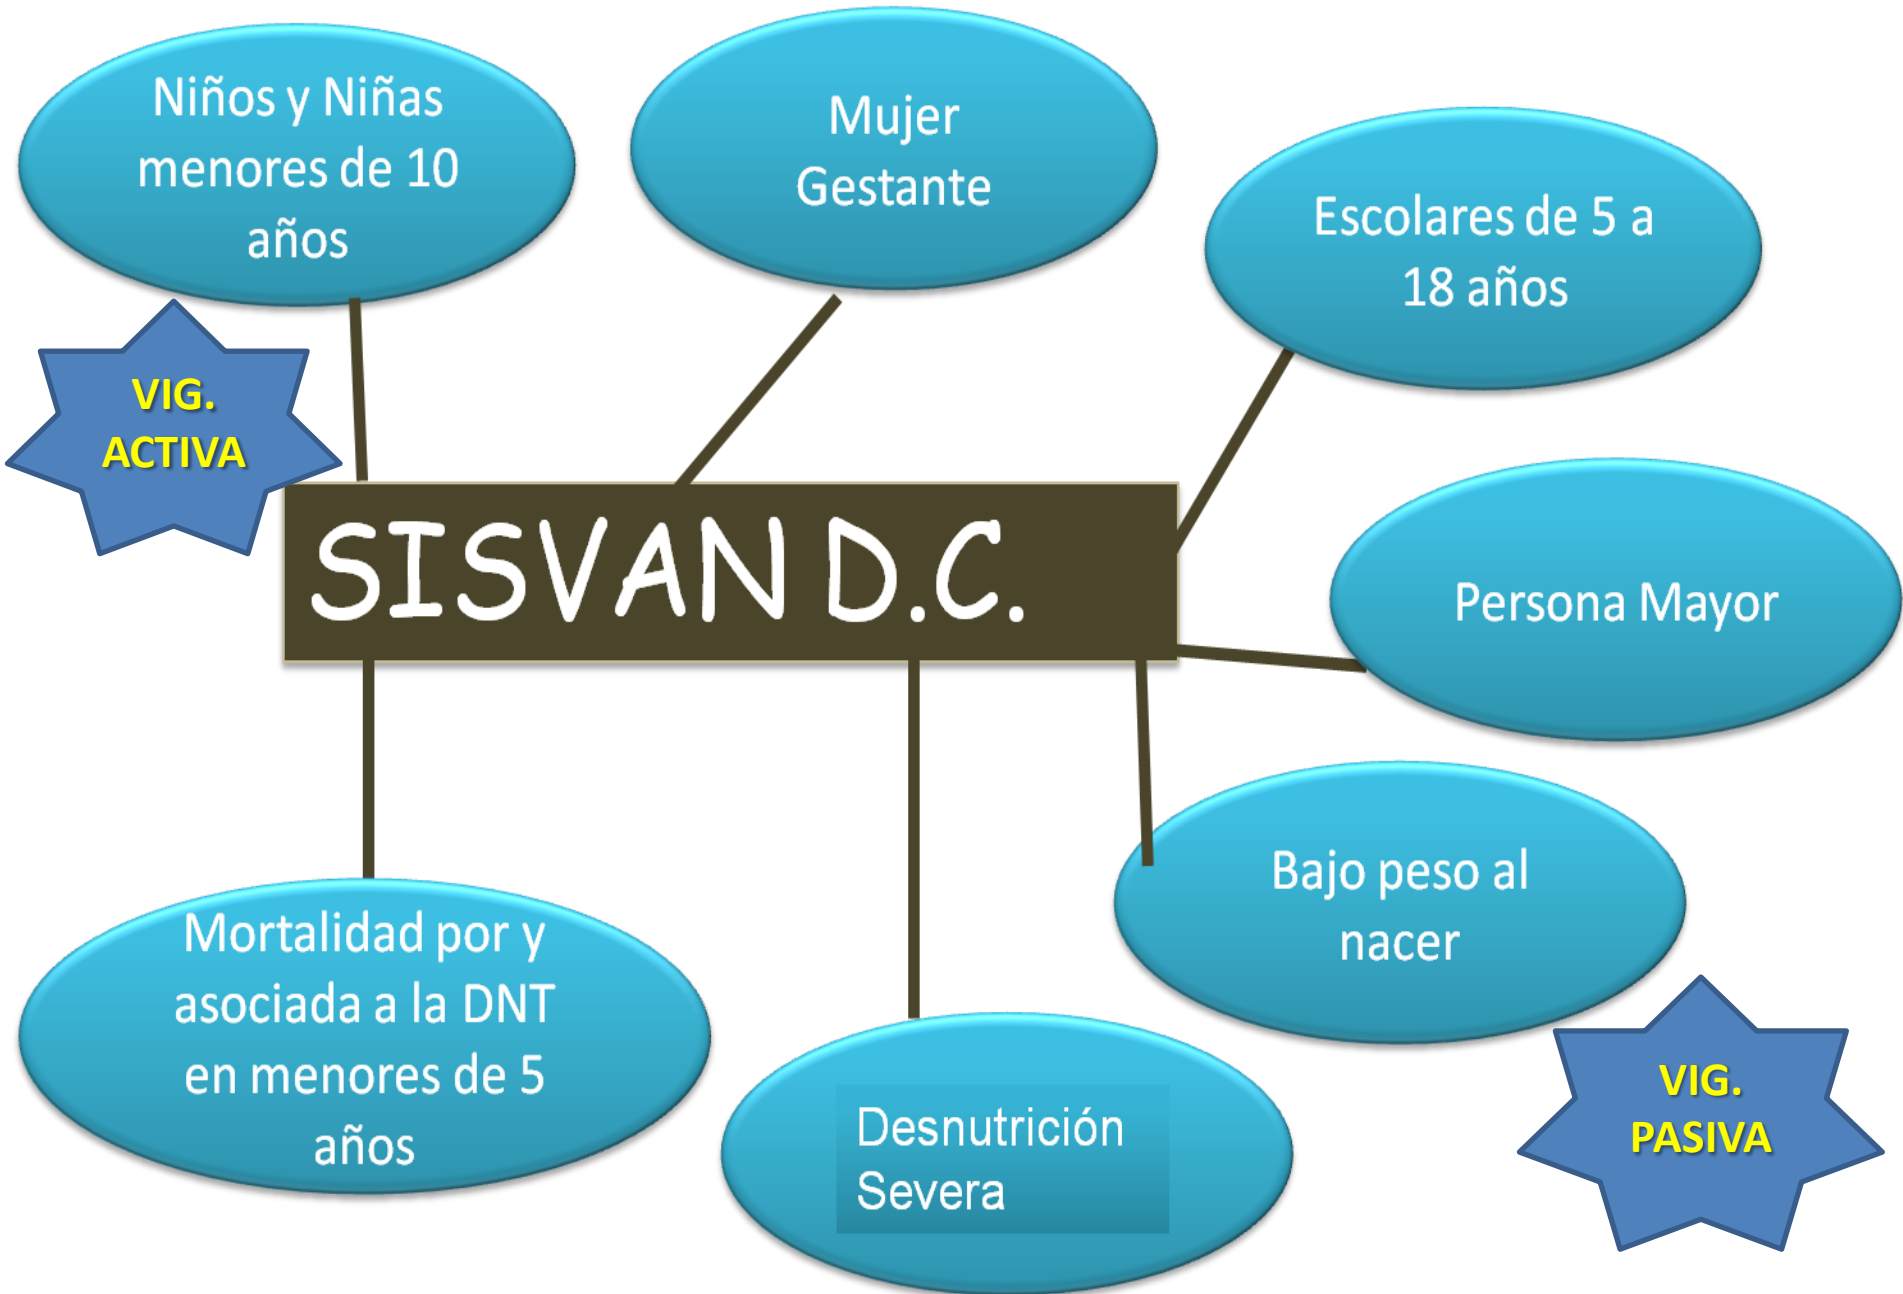 Niños y Niñas
menores de 10
años
Mujer
Gestante
Escolares de 5 a
18 años
VIG.
ACTIVA
SISVAN D.C.
Persona Mayor
Bajo peso al
nacer
Mortalidad por y
asociada a la DNT
en menores de 5
años
Desnutrición
Severa
VIG.
PASIVA